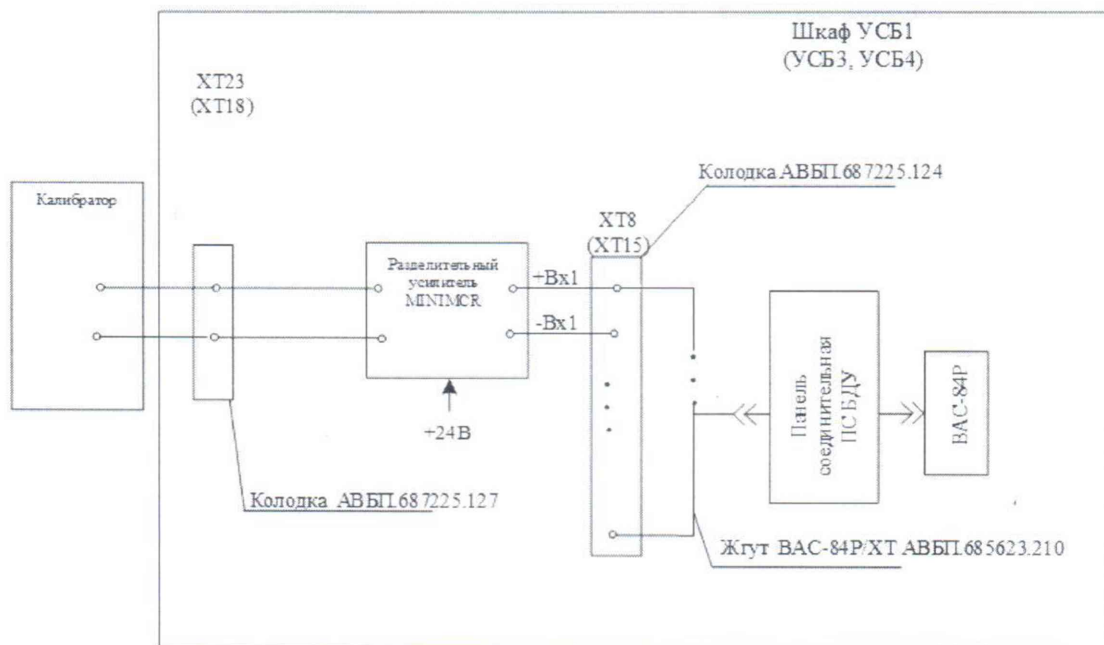 Шкаф УСБ1
(УСБ3, УСБ4)
XT23
(XT18)
Колодка АВБП.687225.124
Калибратор
XT8
(XT15)
Разделительный
усилитель
MINIMCR
+Вх1
-Вх1
Панель
соединительная
ПС БДУ
ВАС-84Р
+24В
Колодка АВБП.687225.127
Жгут ВАС-84Р/ХТ АВБП.685623.210